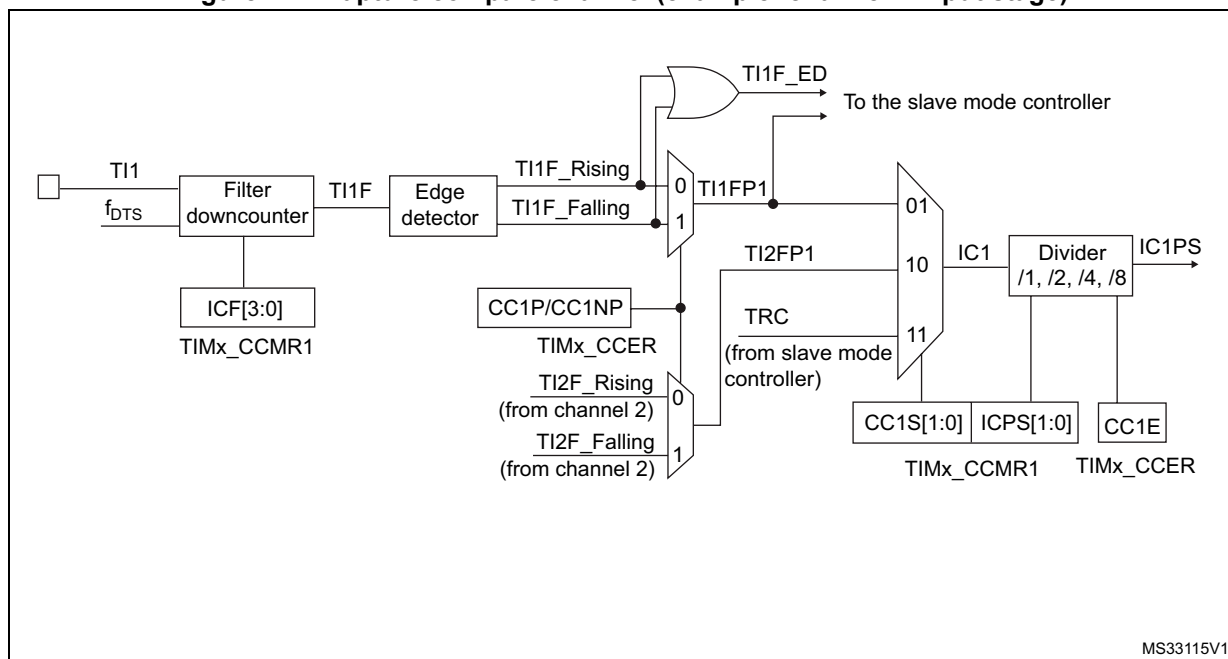 TI1F_ED
To the slave mode controller
TI1
f_DTS
Filter
downcounter
TI1F
Edge
detector
TI1F_Rising
TI1F_Falling
0
1
TI1FP1
01
TI2FP1
10
IC1
Divider
/1, /2, /4, /8
IC1PS
ICF[3:0]
TIMx_CCMR1
CC1P/CC1NP
TIMx_CCER
TRC
11
(from slave mode
controller)
TI2F_Rising
(from channel 2)
0
TI2F_Falling
(from channel 2)
1
CC1S[1:0]
ICPS[1:0]
CC1E
TIMx_CCMR1
TIMx_CCER
MS33115V1